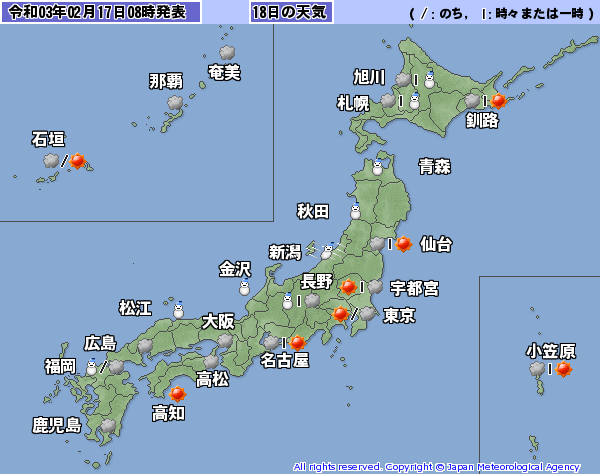 令和03年02月17日08時発表 18日の天気 ( / : のち, l : 時々または一時 )
奄美
旭川
那覇
札幌
釧路
石垣
青森
秋田
仙台
新潟
金沢
長野
宇都宮
松江
東京
大阪
広島
小笠原
名古屋
福岡
高松
高知
鹿児島
All rights reserved. Copyright © Japan Meteorological Agency